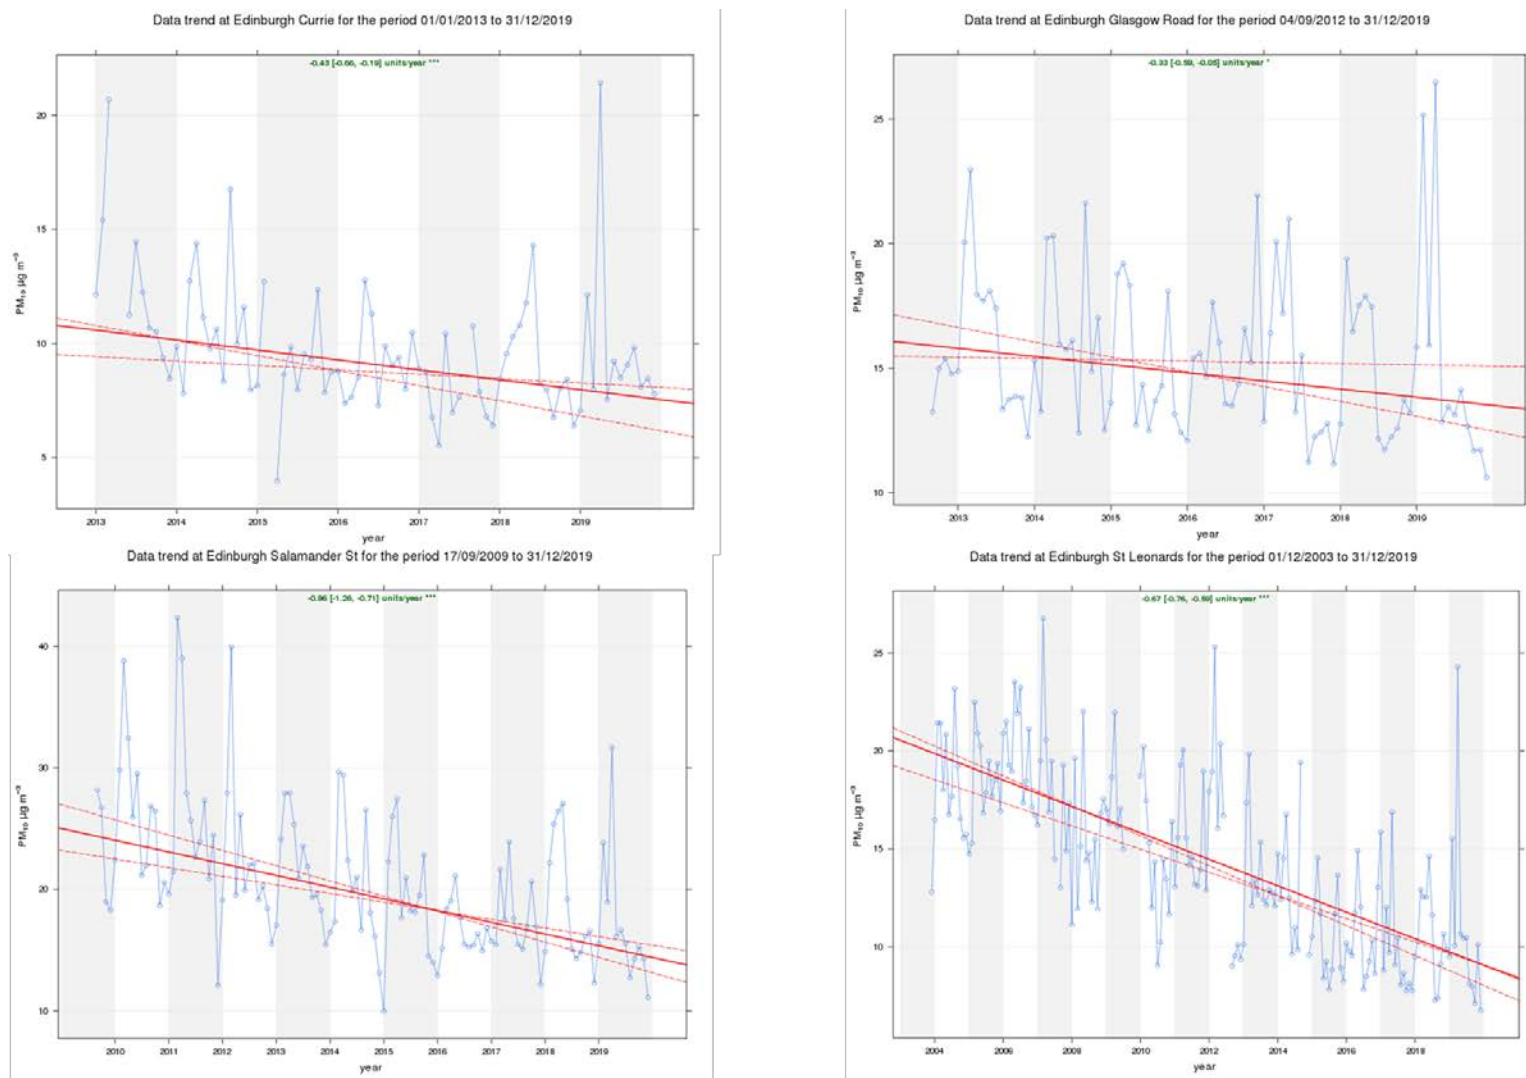 Data trend at Edinburgh Currie for the period 01/01/2013 to 31/12/2019
-0.43 [-0.66, -0.19] units/year ***
20
15
10
5
PM₁₀ µg m⁻³
2013 2014 2015 2016 2017 2018 2019
year
Data trend at Edinburgh Glasgow Road for the period 04/09/2012 to 31/12/2019
-0.33 [-0.59, -0.05] units/year *
25
20
15
10
PM₁₀ µg m⁻³
2013 2014 2015 2016 2017 2018 2019
year
Data trend at Edinburgh Salamander St for the period 17/09/2009 to 31/12/2019
units/year ***
40
30
20
10
PM₁₀ µg m⁻³
2010 2011 2012 2013 2014 2015 2016 2017 2018 2019
year
Data trend at Edinburgh St Leonards for the period 01/12/2003 to 31/12/2019
-0.67 [-0.76, -0.59] units/year ***
25
20
15
10
PM₁₀ µg m⁻³
2004 2006 2008 2010 2012 2014 2016 2018
year